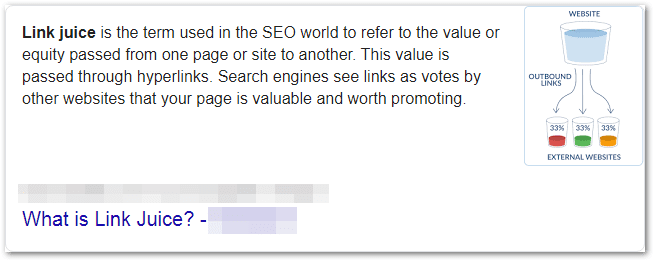 Link juice is the term used in the SEO world to refer to the value or
equity passed from one page or site to another. This value is
passed through hyperlinks. Search engines see links as votes by
other websites that your page is valuable and worth promoting.
WEBSITE
OUTBOUND
LINKS
33% 33% 33%
EXTERNAL WEBSITES
What is Link Juice? -